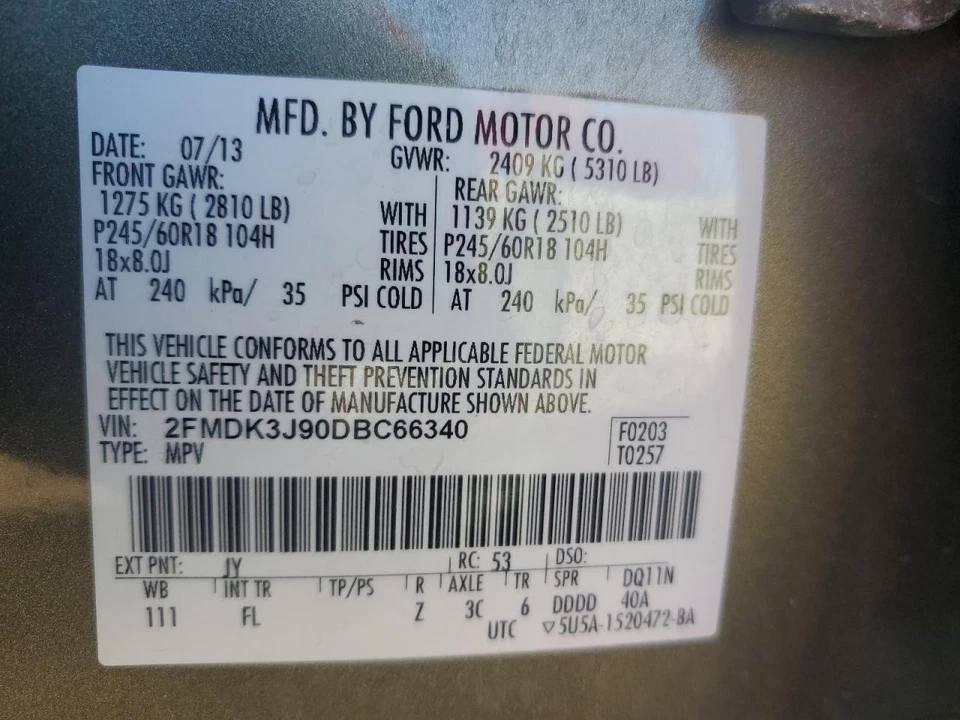 MFD. BY FORD MOTOR CO.
DATE: 07/13 GVWR: 2409 KG ( 5310 LB)
FRONT GAWR: REAR GAWR:
1275 KG ( 2810 LB) WITH 1139 KG ( 2510 LB) WITH
P245/60R18 104H TIRES P245/60R18 104H TIRES
18x8.0J RIMS 18x8.0J RIMS
AT 240 kPa/ 35 PSI COLD AT 240 kPa/ 35 PSI COLD
THIS VEHICLE CONFORMS TO ALL APPLICABLE FEDERAL MOTOR
VEHICLE SAFETY AND THEFT PREVENTION STANDARDS IN
EFFECT ON THE DATE OF MANUFACTURE SHOWN ABOVE.
VIN: 2FMDK3J90DBC66340 F0203
TYPE: MPV T0257
EXT PNT: JY RC: 53 DSO:
WB INT TR TP/PS R AXLE TR SPR DQ11N
111 FL Z 3C 6 DDDD 40A
UTC ▽5U5A-1520472-BA